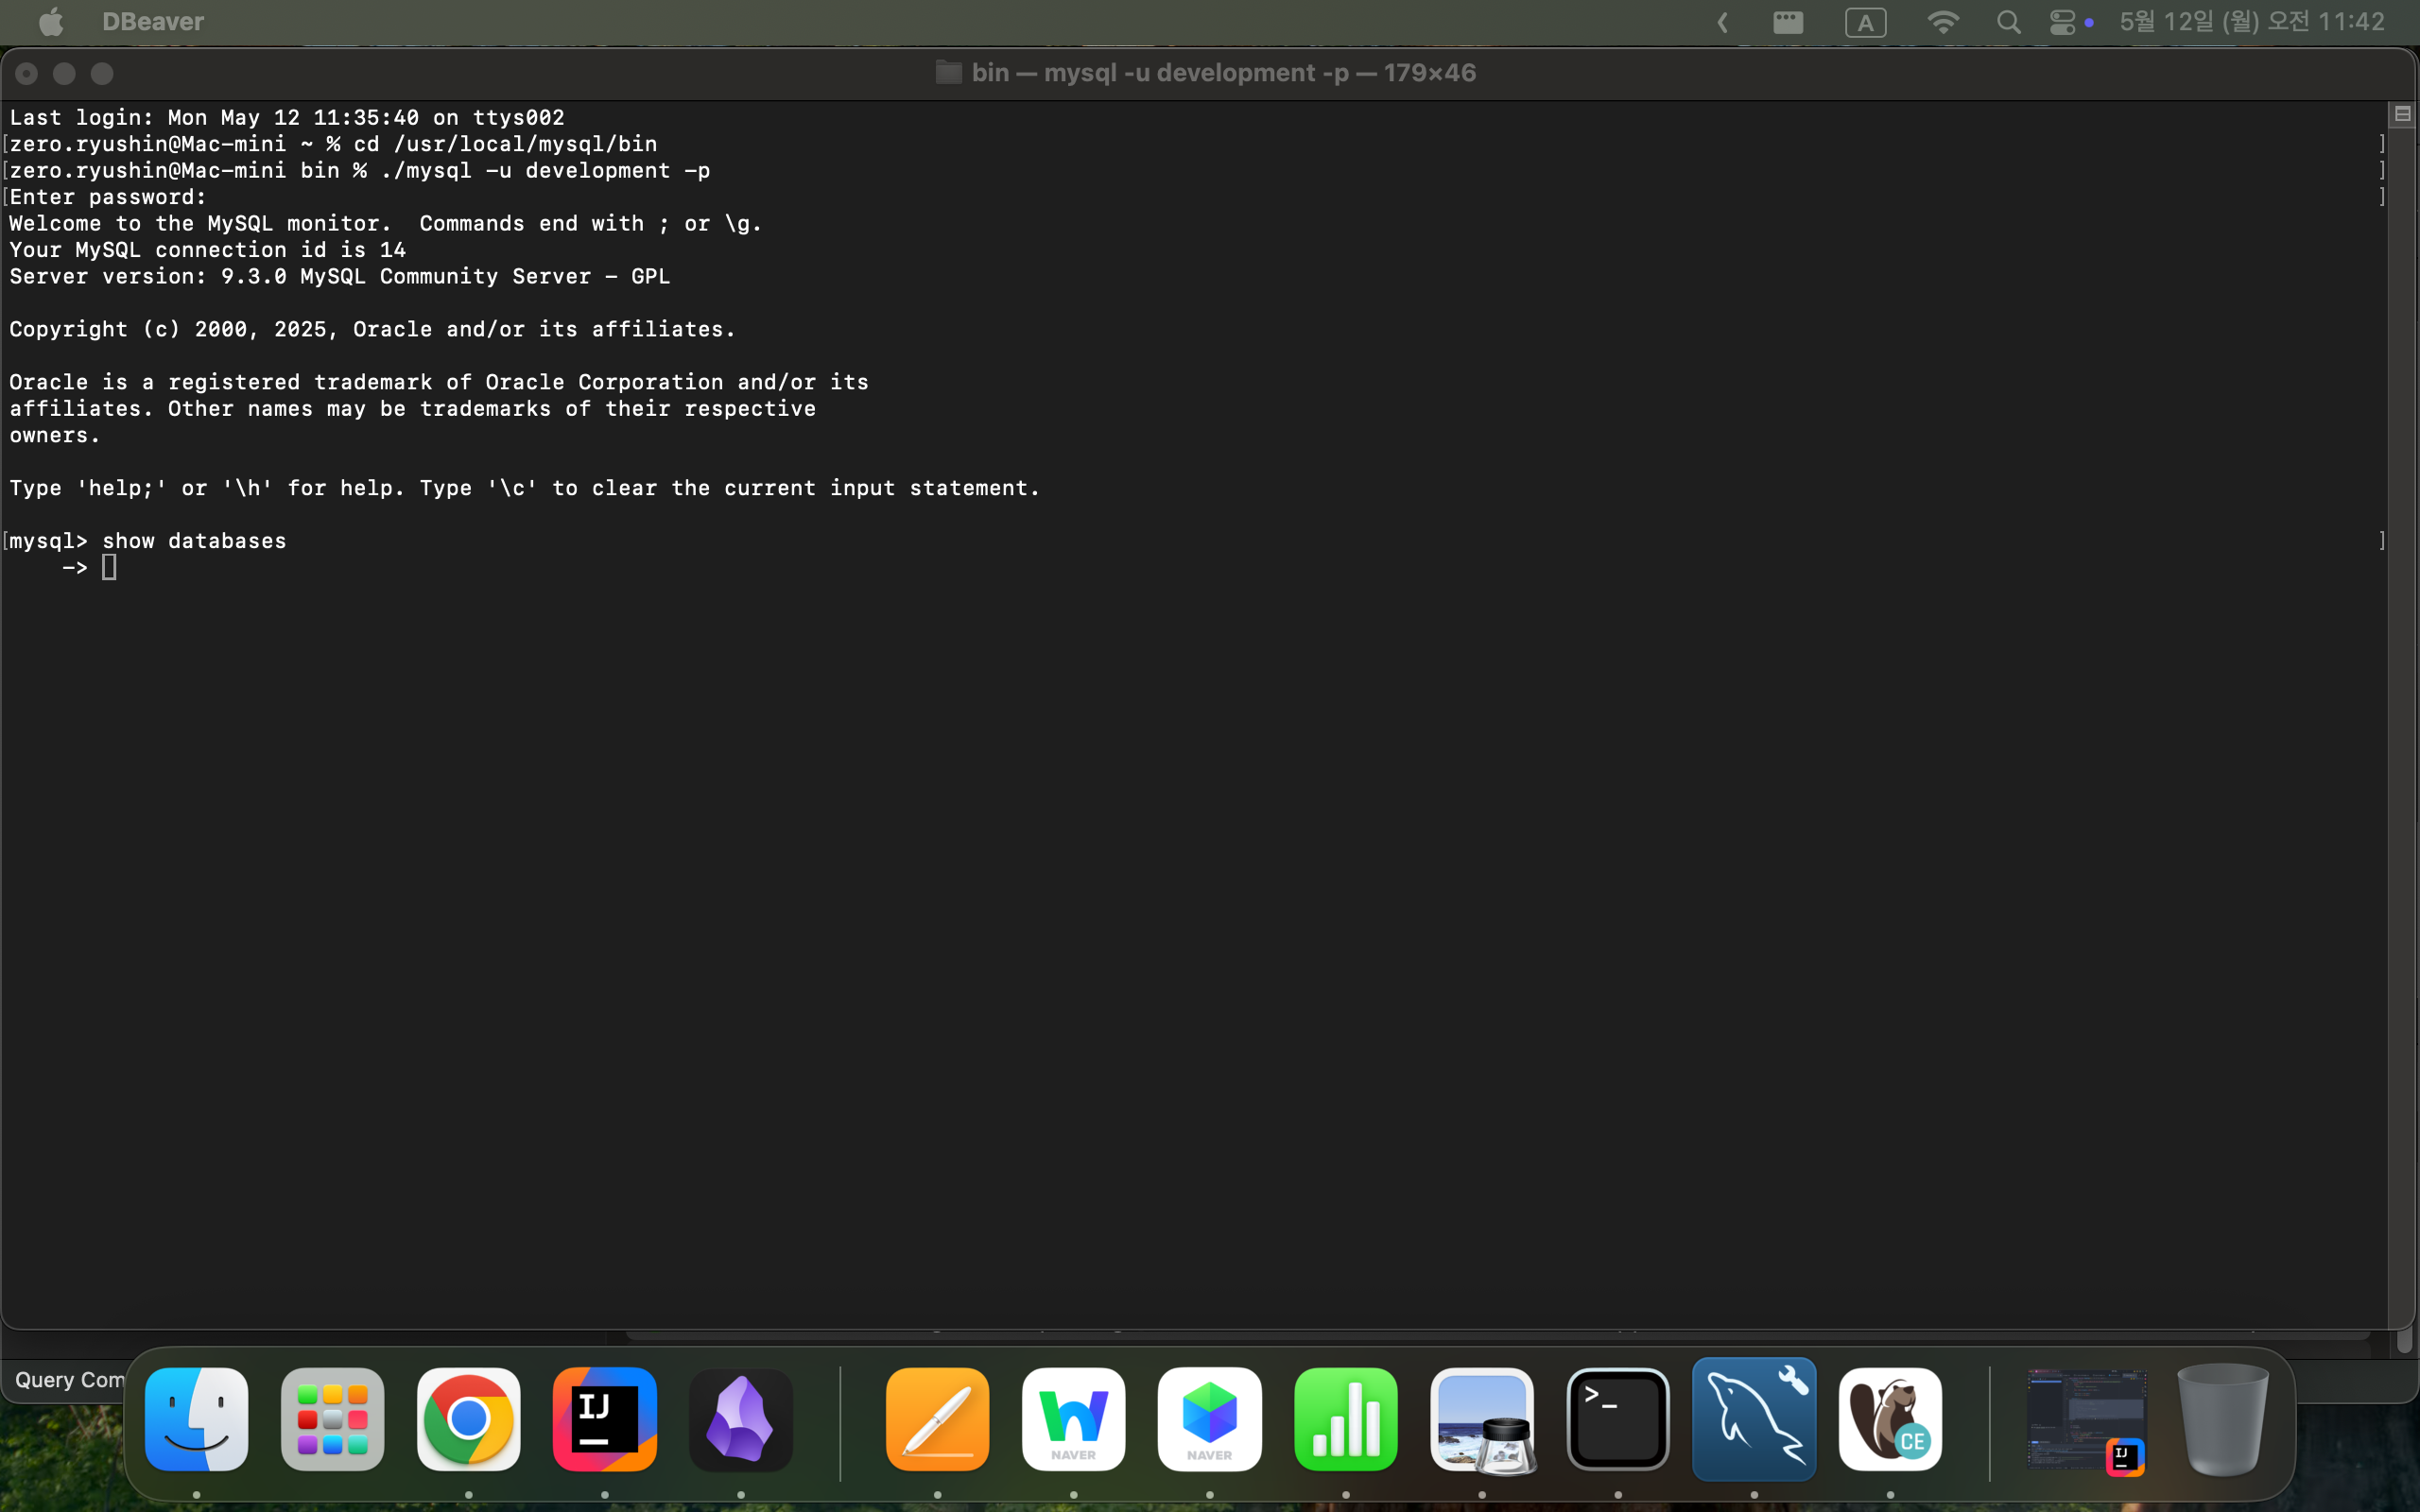 DBeaver
A
5월 12일 (월) 오전 11:42
bin — mysql -u development -p — 179×46
Last login: Mon May 12 11:35:40 on ttys002
[zero.ryushin@Mac-mini ~ % cd /usr/local/mysql/bin ]
[zero.ryushin@Mac-mini bin % ./mysql -u development -p ]
[Enter password: ]
Welcome to the MySQL monitor.  Commands end with ; or \g.
Your MySQL connection id is 14
Server version: 9.3.0 MySQL Community Server - GPL
Copyright (c) 2000, 2025, Oracle and/or its affiliates.
Oracle is a registered trademark of Oracle Corporation and/or its
affiliates. Other names may be trademarks of their respective
owners.
Type 'help;' or '\h' for help. Type '\c' to clear the current input statement.
[mysql> show databases ]
->
Query Com
IJ
NAVER
NAVER
>_
CE
IJ